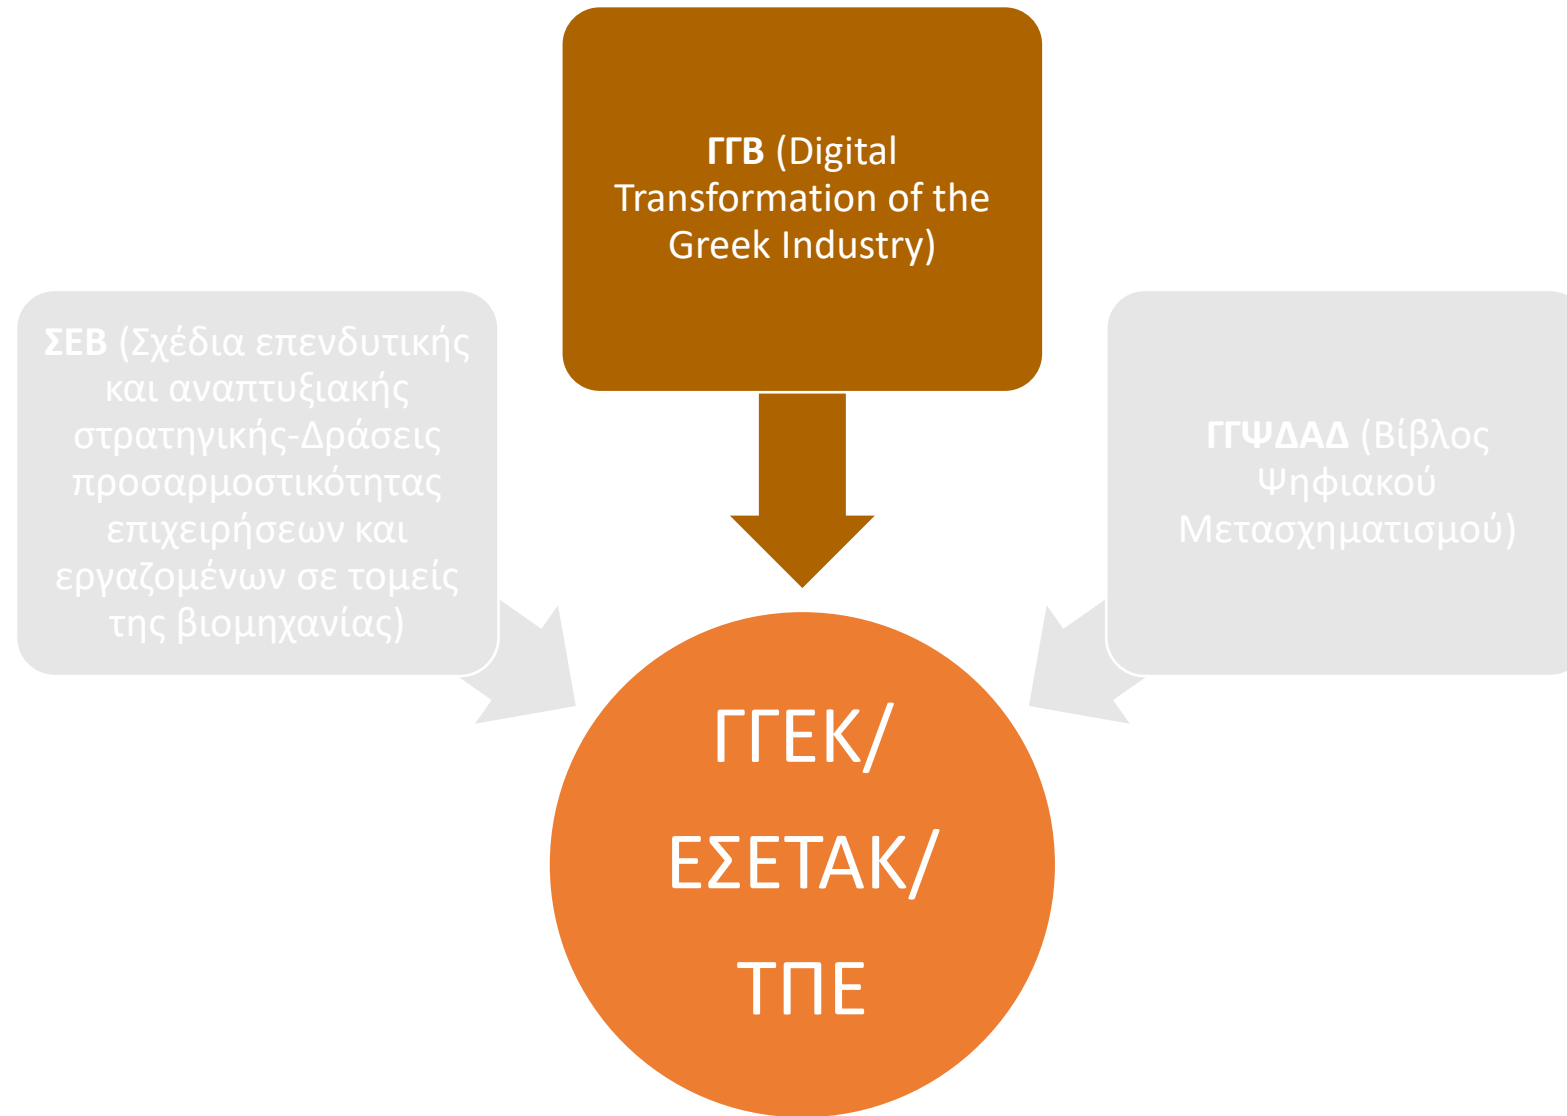 ΓΓΒ (Digital
Transformation of the
Greek Industry)
ΣΕΒ (Σχέδια επενδυτικής
και αναπτυξιακής
στρατηγικής-Δράσεις
προσαρμοστικότητας
επιχειρήσεων και
εργαζομένων σε τομείς
της βιομηχανίας)
ΓΓΨΔΑΔ (Βίβλος
Ψηφιακού
Μετασχηματισμού)
ΓΓΕΚ/
ΕΣΕΤΑΚ/
ΤΠΕ